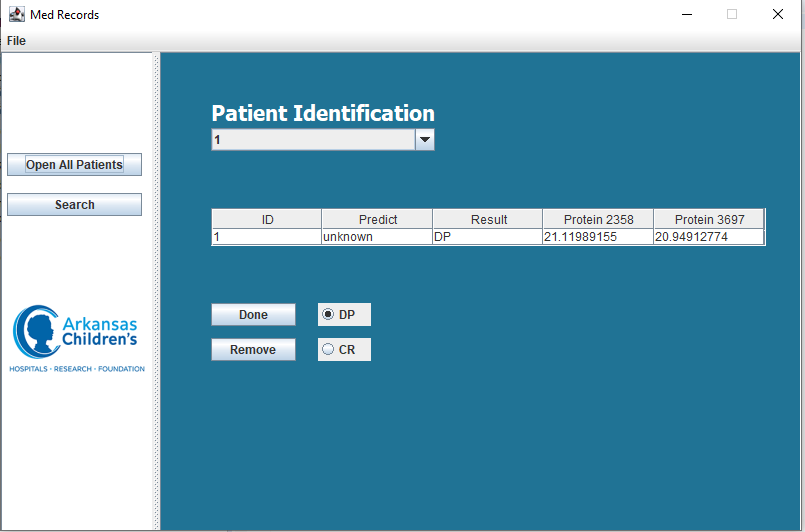 Med Records
File
Open All Patients
Search
Arkansas
Children's
HOSPITALS - RESEARCH - FOUNDATION
Patient Identification
1
ID Predict Result Protein 2358 Protein 3697
1 unknown DP 21.11989155 20.94912774
Done DP
Remove CR